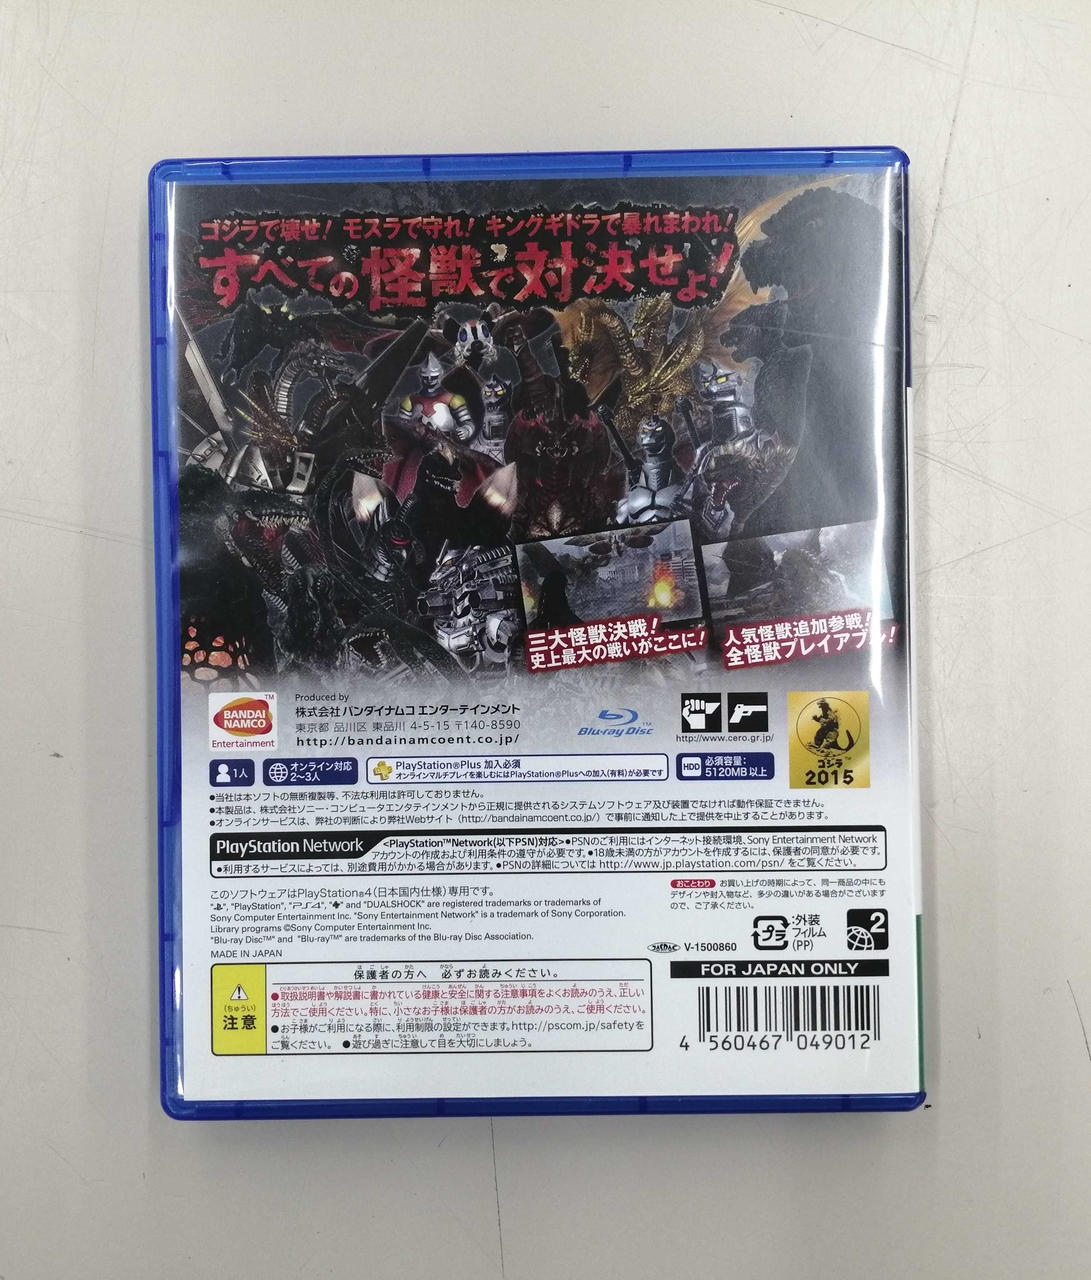 ゴジラで壊せ! モスラで守れ! キングギドラで暴れまわれ!
すべての怪獣で対決せよ!
三大怪獣決戦!
史上最大の戦いがここに!
人気怪獣追加参戦!
全怪獣プレイアブル!
BANDAI NAMCO Entertainment TM
Produced by
株式会社 バンダイナムコ エンターテインメント
東京都 品川区 東品川 4-5-15 〒140-8590
http://bandainamcoent.co.jp/
Blu-ray Disc TM
http://www.cero.gr.jp/
ゴジラ
2015
1人
オンライン対応
2~3人
PlayStation®Plus 加入必須
オンラインマルチプレイを楽しむにはPlayStation®Plusへの加入(有料)が必要です
HDD 必須容量:
5120MB 以上
●当社は本ソフトの無断複製等、不法な利用は許可しておりません。
●本製品は、株式会社ソニー・コンピュータエンタテインメントから正規に提供されるシステムソフトウェア及び装置でなければ動作保証できません。
●オンラインサービスは、弊社の判断により弊社Webサイト(http://bandainamcoent.co.jp/)で事前に通知した上で提供を中止することがあります。
PlayStation Network <PlayStation™Network(以下PSN)対応>●PSNのご利用にはインターネット接続環境、Sony Entertainment Network
アカウントの作成および利用条件の遵守が必要です。●18歳未満の方がアカウントを作成するには、保護者の同意が必要です。
●利用するサービスによっては、別途費用がかかる場合があります。●PSNの詳細については http://www.jp.playstation.com/psn/ をご覧ください。
このソフトウェアはPlayStation®4(日本国内仕様)専用です。
"PlayStation", "PS4", and "DUALSHOCK" are registered trademarks or trademarks of
Sony Computer Entertainment Inc. "Sony Entertainment Network" is a trademark of Sony Corporation.
Library programs ©Sony Computer Entertainment Inc.
"Blu-ray Disc™" and "Blu-ray™" are trademarks of the Blu-ray Disc Association.
MADE IN JAPAN
おことわり お買い上げの時期によって、同一商品の中にも
デザインや封入物など、多少の違いがある場合がございます
ので、ご了承ください。
V-1500860
プラ
:外装
フィルム
(PP)
2
FOR JAPAN ONLY
4 560467 049012
(ちゅうい)
注意
保護者の方へ 必ずお読みください。
●取扱説明書や解説書に書かれている健康と安全に関する注意事項をよくお読みのうえ、正しい
方法でご使用ください。特に、小さなお子様は保護者の方がお読みのうえ、ご使用ください。
●お子様がご利用になる際に、利用制限の設定ができます。http://pscom.jp/safetyを
ご覧ください。 ●遊び過ぎに注意して目を大切にしましょう。